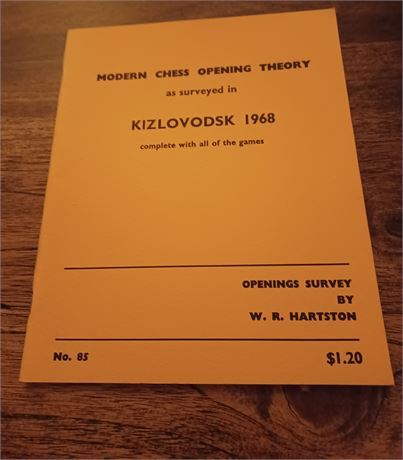 MODERN CHESS OPENING THEORY
as surveyed in
KIZLOVODSK 1968
complete with all of the games
OPENINGS SURVEY
BY
W. R. HARTSTON
No. 85
$1.20